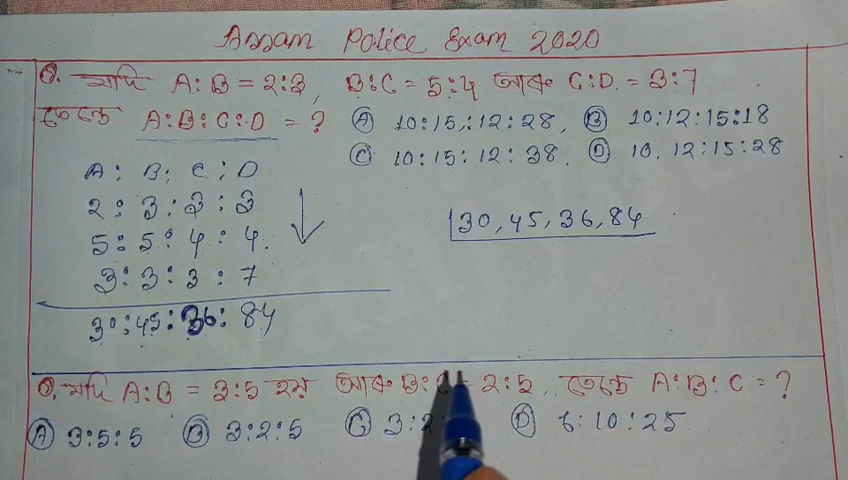 Assam Police Exam 2020
Q. যদি A:B = 2:3, B:C = 5:4 আৰু C:D = 3:7
তেন্তে A:B:C:D = ? (A) 10:15:12:28, (B) 10:12:15:18
(C) 10:15:12:38, (D) 10,12:15:28
A: B: C: D
2: 3: 3: 3
5: 5: 4: 4.
3: 3: 3: 7
30:45:36: 84
30,45,36,84
Q. যদি A:B = 3:5 হয় আৰু B:C = 2:5, তেন্তে A:B:C = ?
(A) 3:5:5 (B) 3:2:5 (C) 3:2: (D) 6:10:25